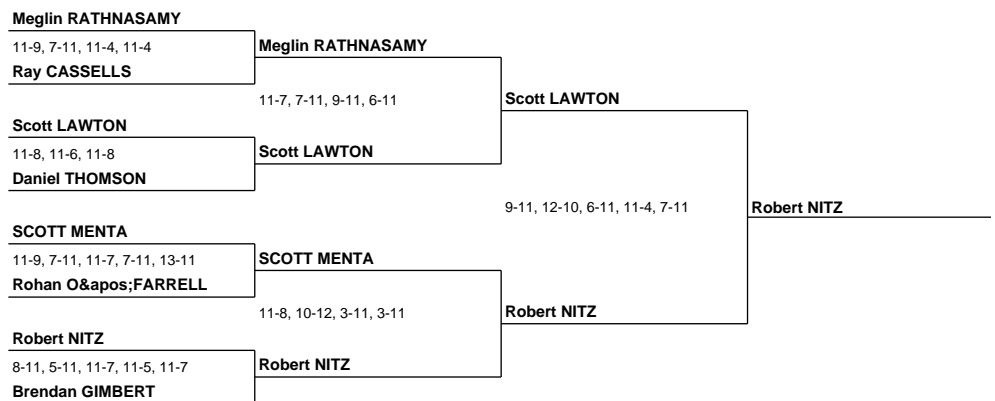 Meglin RATHNASAMY
11-9, 7-11, 11-4, 11-4
Ray CASSELLS
Scott LAWTON
11-8, 11-6, 11-8
Daniel THOMSON
SCOTT MENTA
11-9, 7-11, 11-7, 7-11, 13-11
Rohan O&apos;FARRELL
Robert NITZ
8-11, 5-11, 11-7, 11-5, 11-7
Brendan GIMBERT
Meglin RATHNASAMY
11-7, 7-11, 9-11, 6-11
Scott LAWTON
SCOTT MENTA
11-8, 10-12, 3-11, 3-11
Robert NITZ
Scott LAWTON
9-11, 12-10, 6-11, 11-4, 7-11
Robert NITZ
Robert NITZ